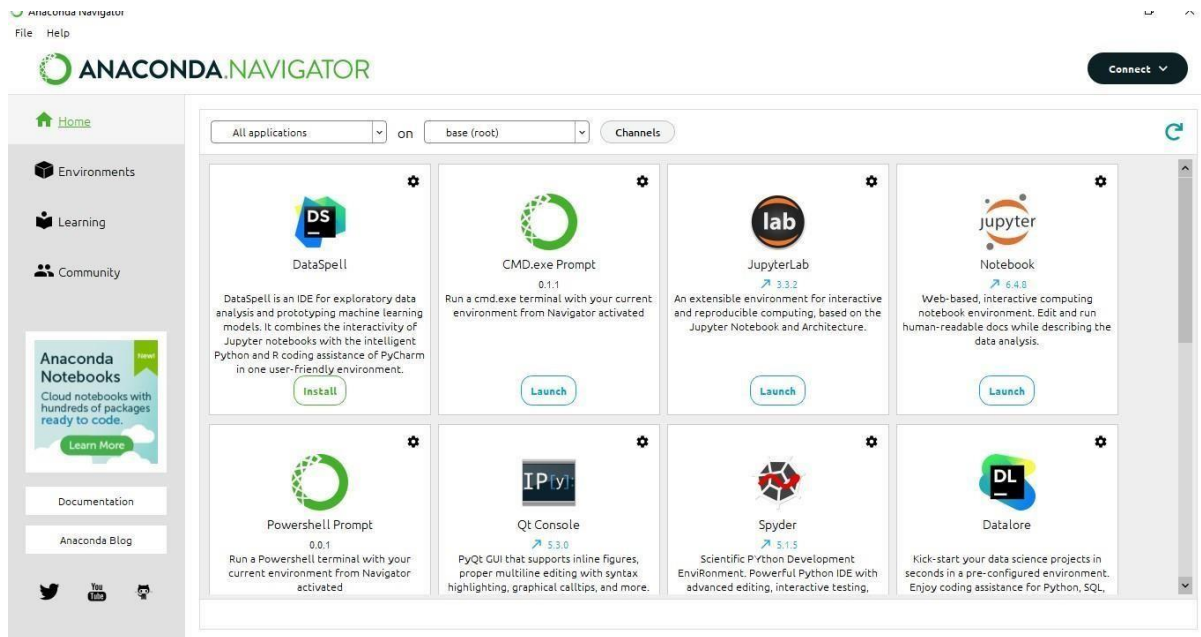 Anaconda Navigator
File Help
ANACONDA.NAVIGATOR
Connect
Home
Environments
Learning
Community
Anaconda Notebooks
New!
Cloud notebooks with
hundreds of packages
ready to code.
Learn More
Documentation
Anaconda Blog
You
Tube
All applications on base (root) Channels
DS
DataSpell
DataSpell is an IDE for exploratory data
analysis and prototyping machine learning
models. It combines the interactivity of
Jupyter notebooks with the intelligent
Python and R coding assistance of PyCharm
in one user-friendly environment.
Install
CMD.exe Prompt
0.1.1
Run a cmd.exe terminal with your current
environment from Navigator activated
Launch
lab
JupyterLab
3.3.2
An extensible environment for interactive
and reproducible computing, based on the
Jupyter Notebook and Architecture.
Launch
jupyter
Notebook
6.4.8
Web-based, interactive computing
notebook environment. Edit and run
human-readable docs while describing the
data analysis.
Launch
Powershell Prompt
0.0.1
Run a Powershell terminal with your
current environment from Navigator
activated
IP[y]:
Qt Console
5.3.0
PyQt GUI that supports inline figures,
proper multiline editing with syntax
highlighting, graphical calltips, and more.
Spyder
5.1.5
Scientific PYthon Development
EnviRonment. Powerful Python IDE with
advanced editing, interactive testing,
DL
Datalore
Kick-start your data science projects in
seconds in a pre-configured environment.
Enjoy coding assistance for Python, SQL,